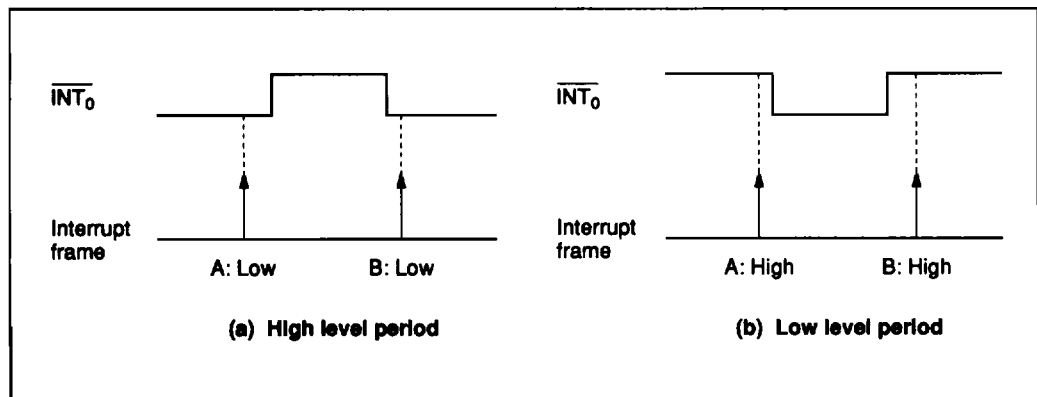 INT₀
Interrupt
frame
A: Low
B: Low
(a) High level period
INT₀
Interrupt
frame
A: High
B: High
(b) Low level period